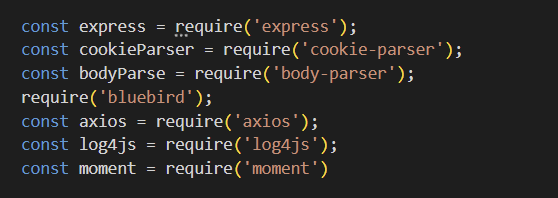 const express = require('express');
const cookieParser = require('cookie-parser');
const bodyParse = require('body-parser');
require('bluebird');
const axios = require('axios');
const log4js = require('log4js');
const moment = require('moment')